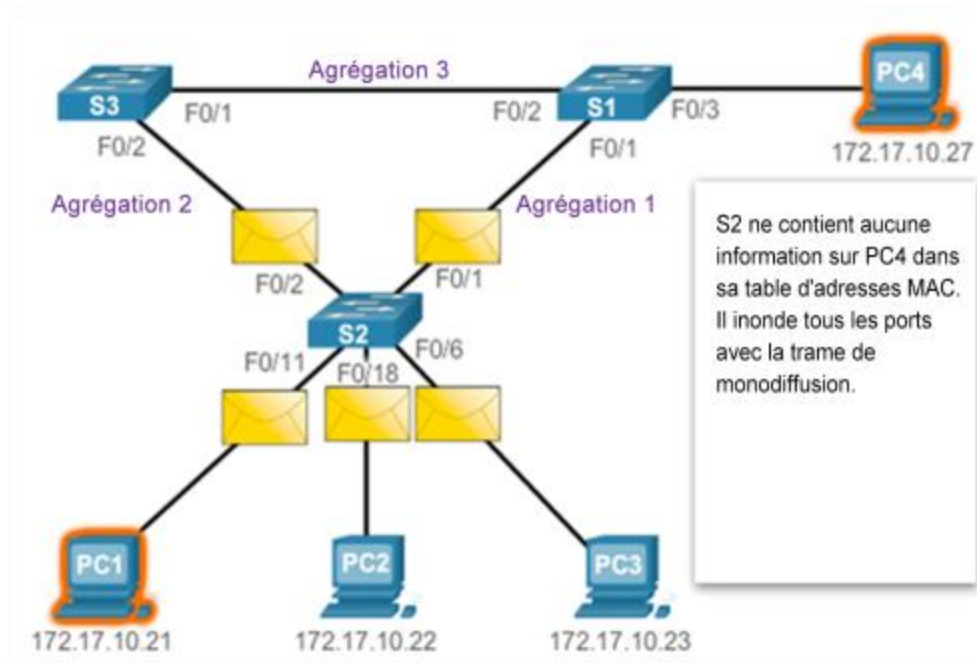 Agrégation 3
PC4
S3
F0/1
F0/2
S1
F0/3
F0/2
F0/1
172.17.10.27
Agrégation 2
Agrégation 1
S2 ne contient aucune
information sur PC4 dans
sa table d'adresses MAC.
Il inonde tous les ports
avec la trame de
monodiffusion.
F0/2
F0/1
S2
F0/11
F0/18
F0/6
PC1
PC2
PC3
172.17.10.21
172.17.10.22
172.17.10.23